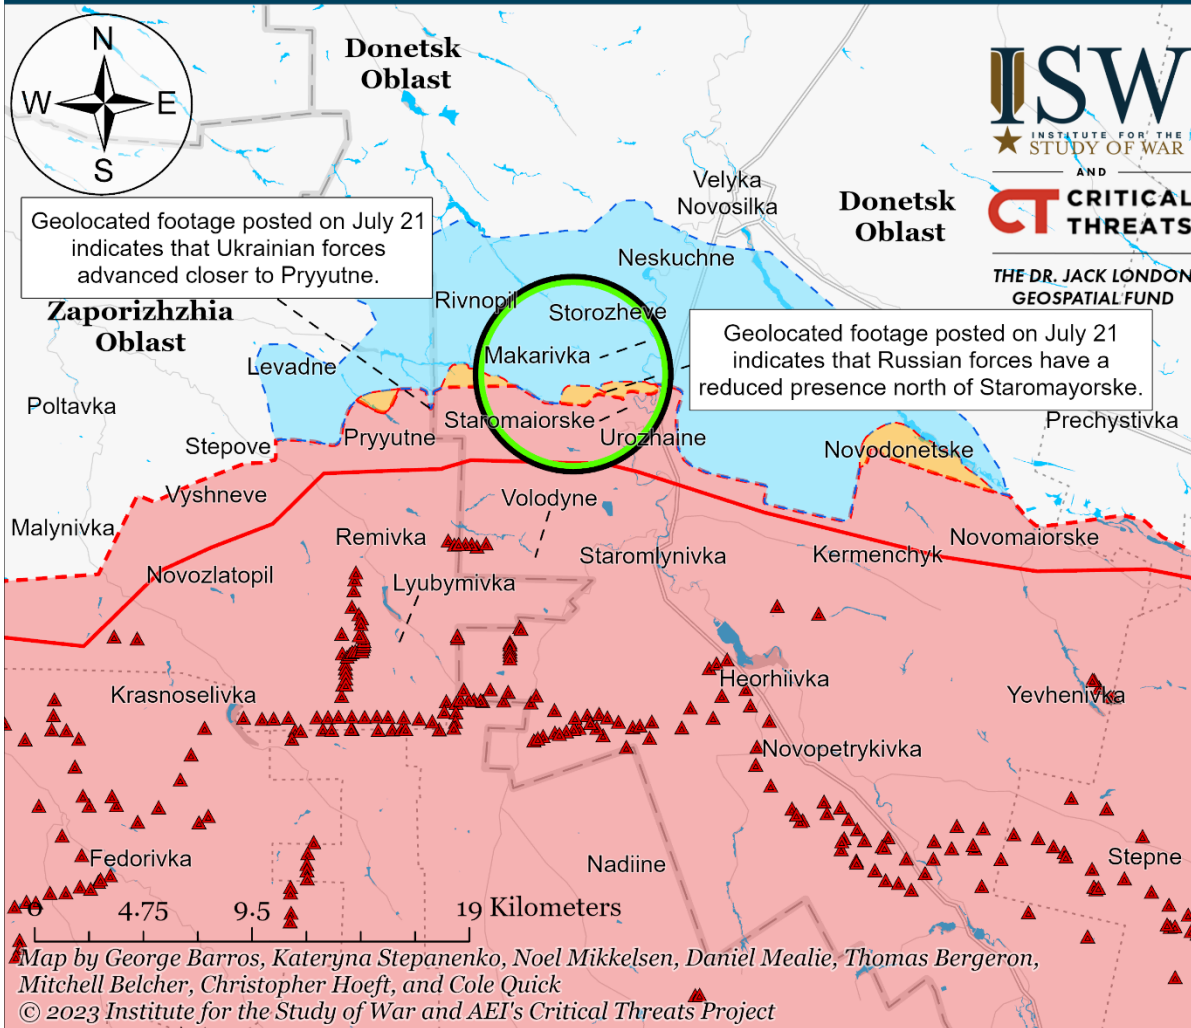 N
W
E
S
Donetsk
Oblast
ISW
INSTITUTE FOR THE
STUDY OF WAR
AND
CT CRITICAL
THREATS
THE DR. JACK LONDON
GEOSPATIAL FUND
Velyka
Novosilka
Donetsk
Oblast
Geolocated footage posted on July 21
indicates that Ukrainian forces
advanced closer to Pryyutne.
Neskuchne
Rivnopil
Storozheve
Zaporizhzhia
Oblast
Geolocated footage posted on July 21
indicates that Russian forces have a
reduced presence north of Staromayorske.
Makarivka
Levadne
Poltavka
Staromaiorske
Prechystivka
Stepove
Pryyutne
Urozhaine
Novodonetske
Vyshneve
Volodyne
Malynivka
Remivka
Staromlynivka
Kermenchyk
Novomaiorske
Novozlatopil
Lyubymivka
Krasnoselivka
Heorhiivka
Yevhenivka
Novopetrykivka
Fedorivka
Nadiine
Stepne
0 4.75 9.5 19 Kilometers
Map by George Barros, Kateryna Stepanenko, Noel Mikkelsen, Daniel Mealie, Thomas Bergeron,
Mitchell Belcher, Christopher Hoeft, and Cole Quick
© 2023 Institute for the Study of War and AEI's Critical Threats Project